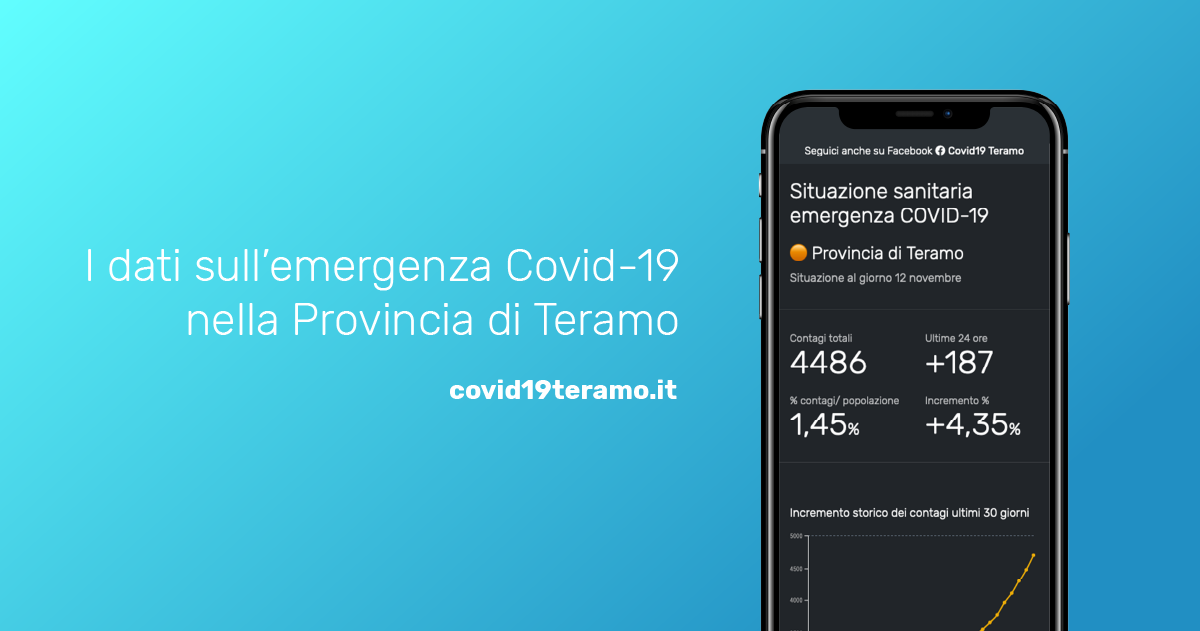 I dati sull’emergenza Covid-19
nella Provincia di Teramo
covid19teramo.it
Seguici anche su Facebook Covid19 Teramo
Situazione sanitaria
emergenza COVID-19
Provincia di Teramo
Situazione al giorno 12 novembre
Contagi totali
4486
Ultime 24 ore
+187
% contagi/ popolazione
1,45%
Incremento %
+4,35%
Incremento storico dei contagi ultimi 30 giorni
5000
4500
4000